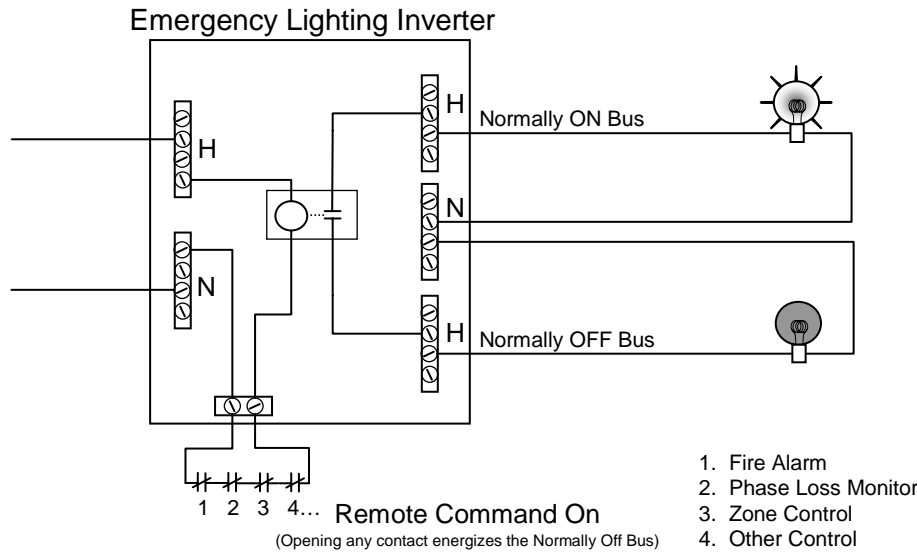 Emergency Lighting Inverter
H
H
Normally ON Bus
N
N
H
Normally OFF Bus
1 2 3 4...
Remote Command On
(Opening any contact energizes the Normally Off Bus)
1. Fire Alarm
2. Phase Loss Monitor
3. Zone Control
4. Other Control